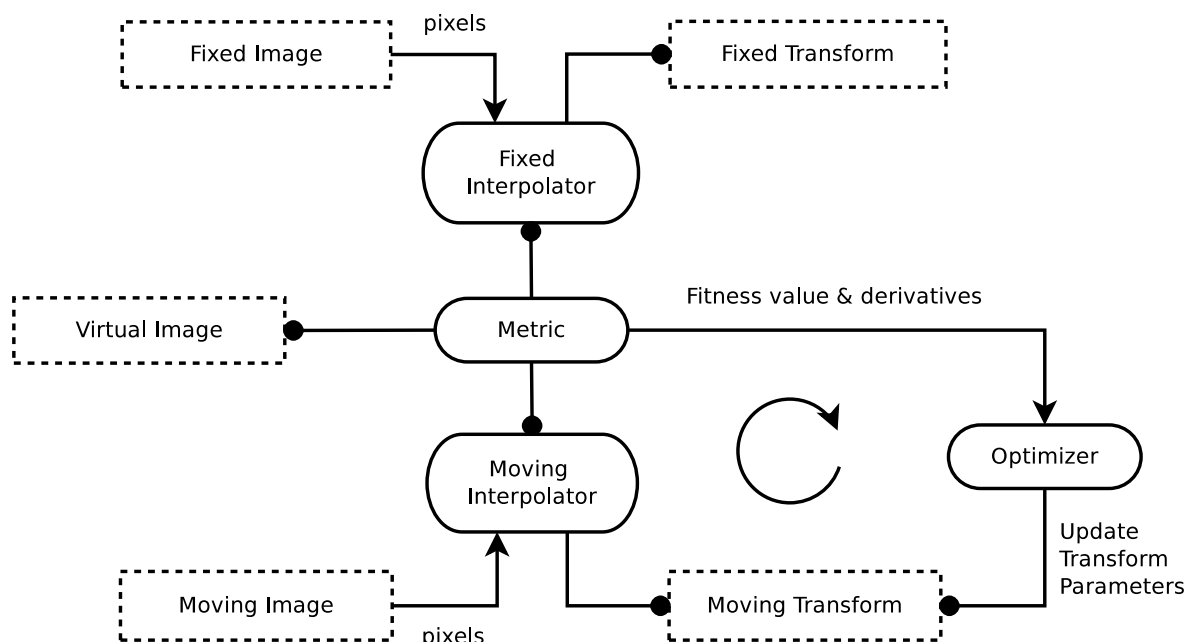 pixels
Fixed Image
Fixed Transform
Fixed
Interpolator
Fitness value & derivatives
Virtual Image
Metric
Moving
Interpolator
Optimizer
Update
Transform
Parameters
Moving Image
Moving Transform
pixels